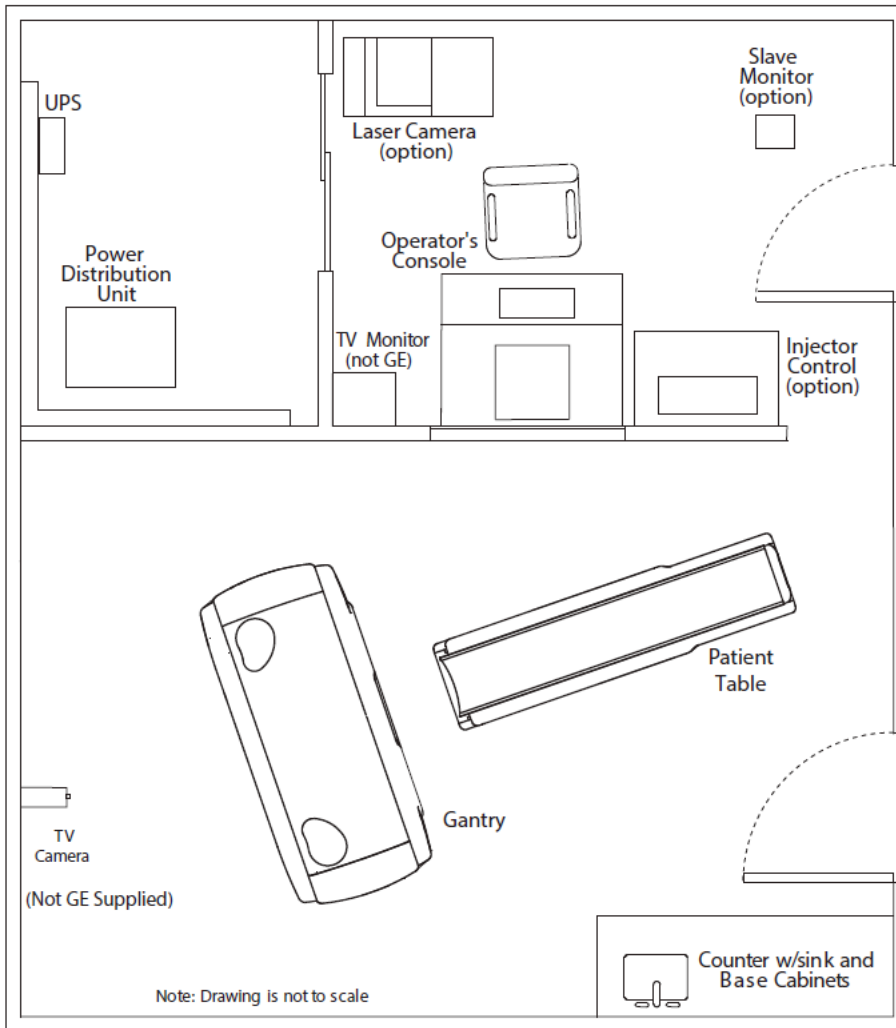 UPS
Laser Camera
(option)
Slave
Monitor
(option)
Power
Distribution
Unit
Operator's
Console
TV Monitor
(not GE)
Injector
Control
(option)
Patient
Table
Gantry
TV
Camera
(Not GE Supplied)
Counter w/sink and
Base Cabinets
Note: Drawing is not to scale